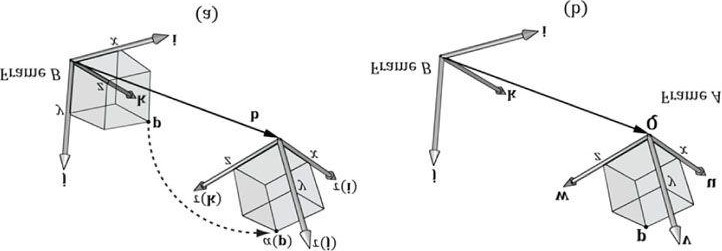 (a)
(b)
Frame B
i
j
k
x
y
z
p
d
r(i)
r(j)
r(k)
x
y
z
a(p)
Frame B
i
j
k
Frame A
Q
u
v
w
x
y
z
p